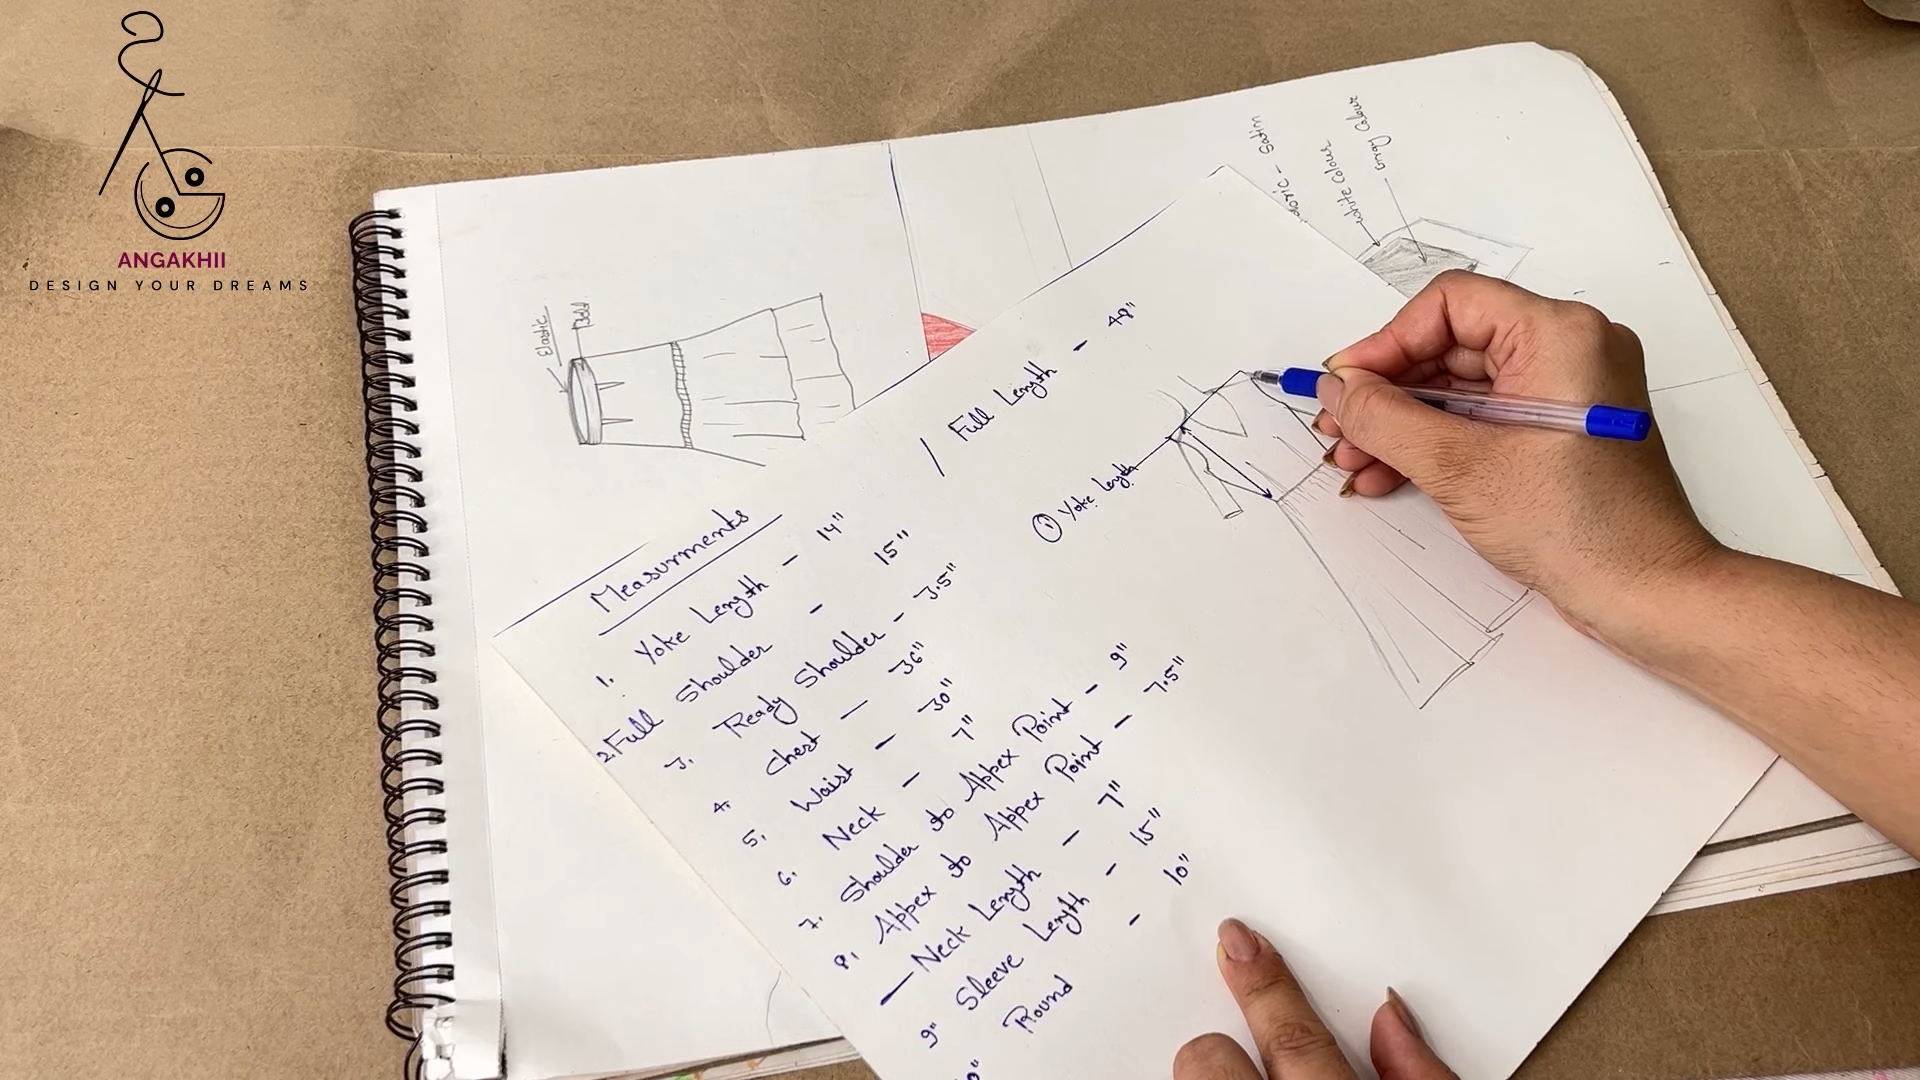 ANGAKHII
DESIGN YOUR DREAMS
Elastic
Belt
Satin
white Colour
Gray Colour
Full Length - 48"
① Yoke Length
Measurments
1. Yoke Length - 14"
2. Full Shoulder - 15"
3. Ready Shoulder - 3.5"
4. Chest - 36"
5. Waist - 30"
6. Neck - 7"
7. Shoulder to Appex Point - 9"
8. Appex to Appex Point - 7.5"
- Neck Length - 7"
9" Sleeve Length - 15"
Round - 10"